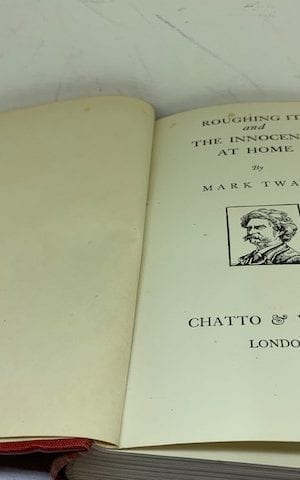 ROUGHING IT
and
THE INNOCEN
AT HOME
By
MARK TWA
CHATTO &
LONDO